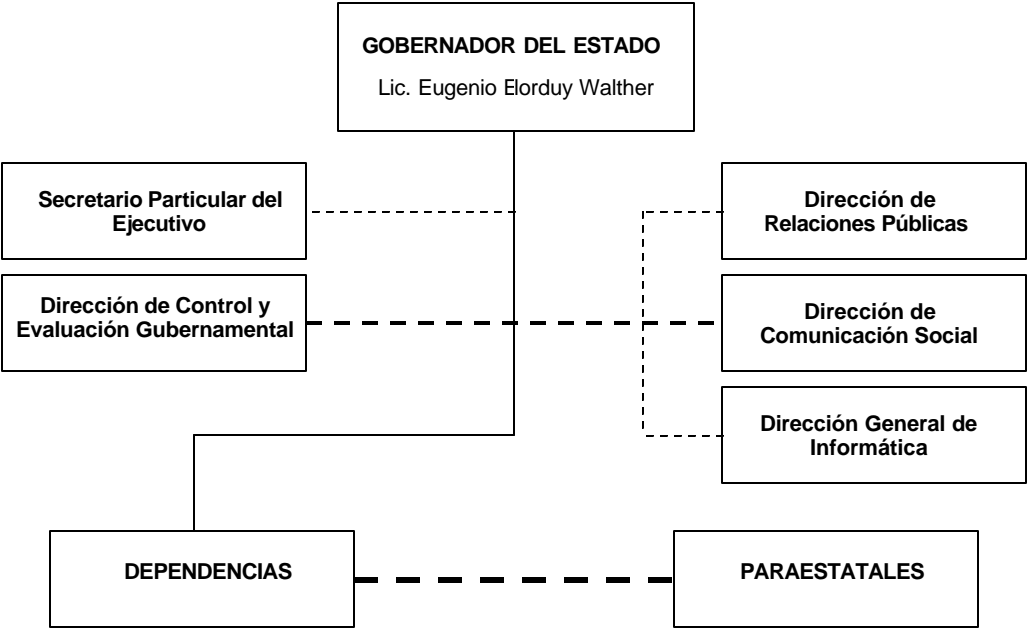 GOBERNADOR DEL ESTADO
Lic. Eugenio Elorduy Walther
Secretario Particular del
Ejecutivo
Dirección de
Relaciones Públicas
Dirección de Control y
Evaluación Gubernamental
Dirección de
Comunicación Social
Dirección General de
Informática
DEPENDENCIAS
PARAESTATALES